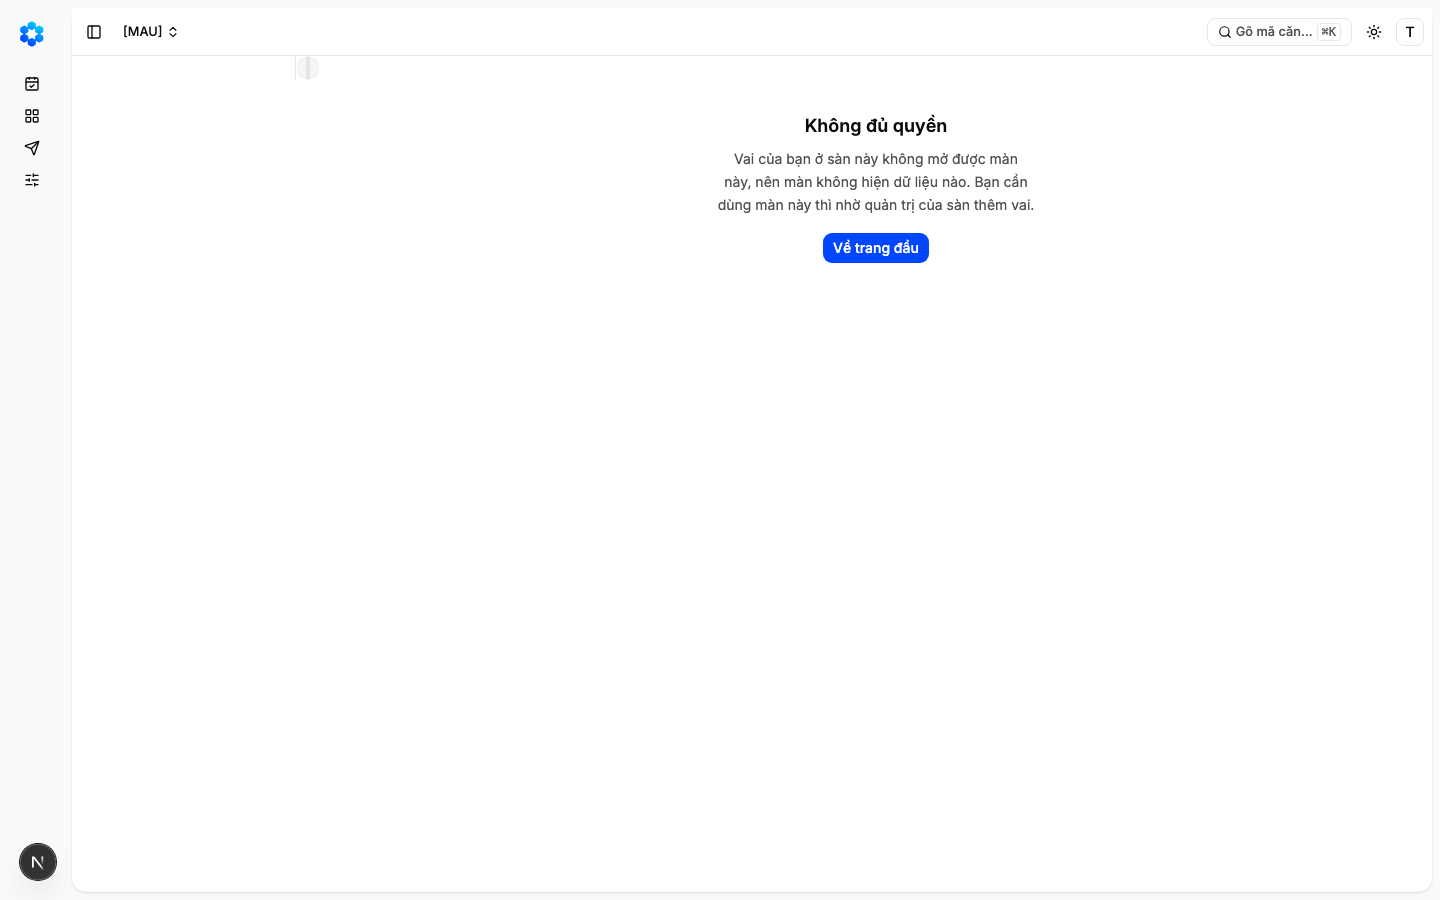 [MAU]
Gõ mã căn... ⌘K
T
Không đủ quyền
Vai của bạn ở sàn này không mở được màn
này, nên màn không hiện dữ liệu nào. Bạn cần
dùng màn này thì nhờ quản trị của sàn thêm vai.
Về trang đầu
N